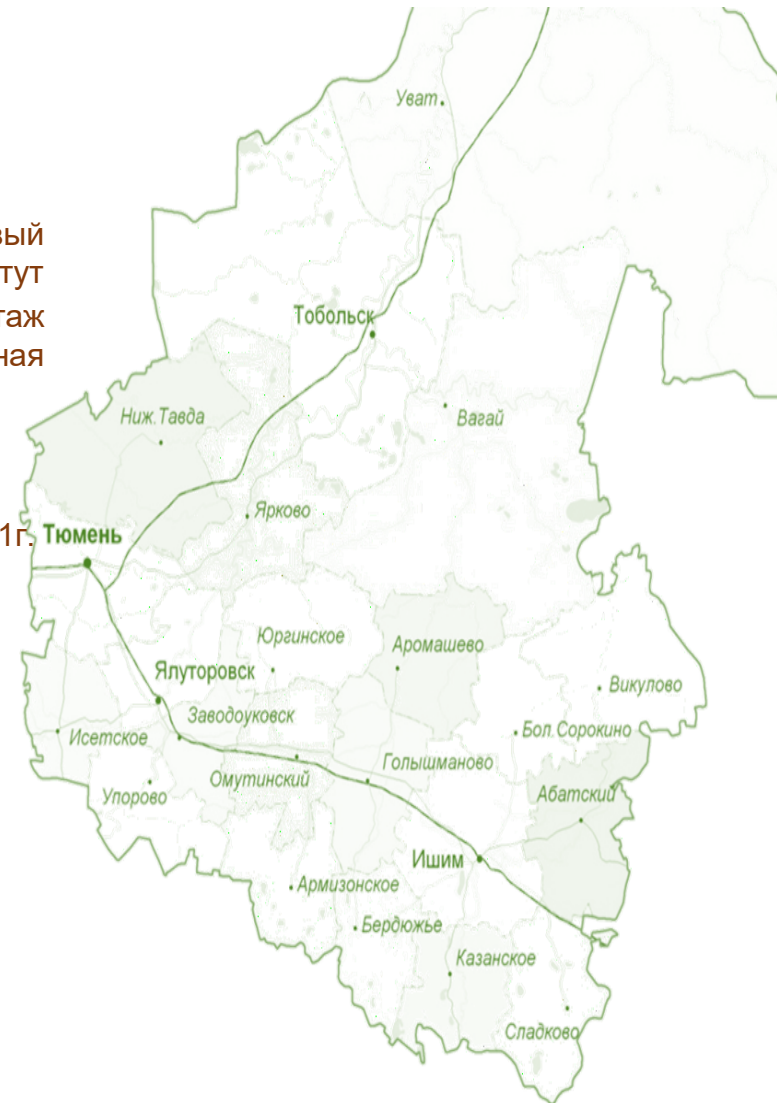 Уват
вый
тут
Тобольск
таж
ная
Ниж.Тавда
Вагай
Ярково
1г.
Тюмень
Юргинское
Аромашево
Ялуторовск
Викулово
Заводоуковск
Бол.Сорокино
Исетское
Голышманово
Омутинский
Абатский
Упорово
Ишим
Армизонское
Бердюжье
Казанское
Сладково